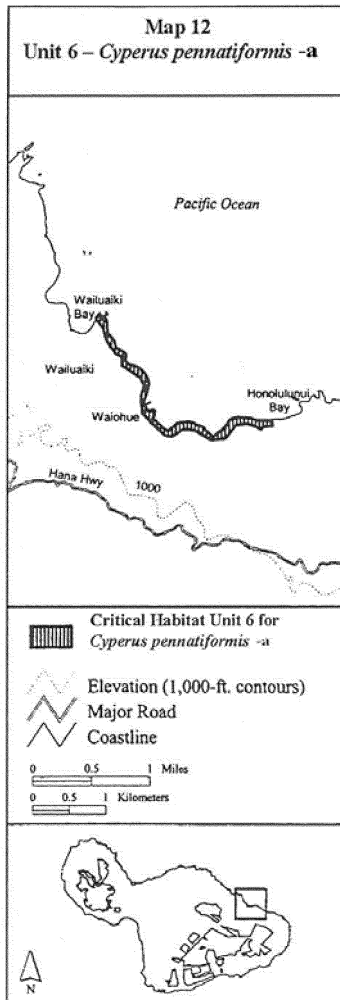 Map 12
Unit 6 – Cyperus pennatiformis -a
Pacific Ocean
Wailuaiki
Bay
Wailuaiki
Honolulunui
Bay
Waiohue
1000
Hana Hwy
Critical Habitat Unit 6 for
Cyperus pennatiformis -a
Elevation (1,000-ft. contours)
Major Road
Coastline
0 0.5 1 Miles
0 0.5 1 Kilometers
N